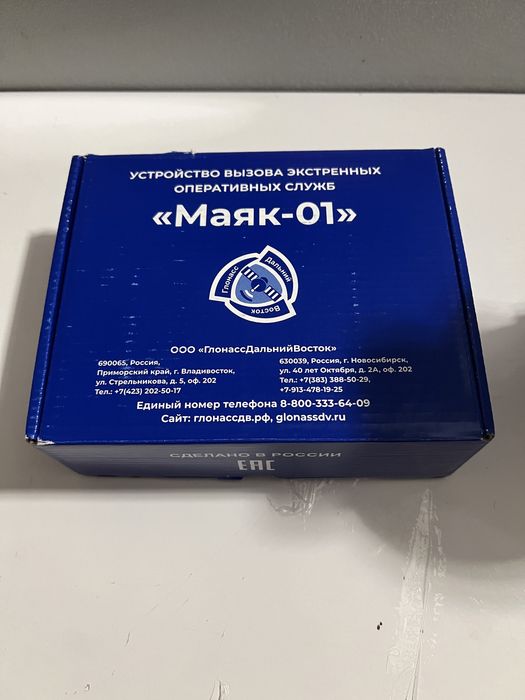 УСТРОЙСТВО ВЫЗОВА ЭКСТРЕННЫХ
ОПЕРАТИВНЫХ СЛУЖБ
«Маяк-01»
Глонасс
Дальний
Восток
ООО «ГлонассДальнийВосток»
690065, Россия,
Приморский край, г. Владивосток,
ул. Стрельникова, д. 5, оф. 202
Тел.: +7(423) 202-50-17
630039, Россия, г. Новосибирск,
ул. 40 лет Октября, д. 2А, оф. 202
Тел.: +7(383) 388-50-29,
+7-913-478-19-25
Единый номер телефона 8-800-333-64-09
Сайт: глонассдв.рф, glonassdv.ru
СДЕЛАНО В РОССИИ
ЕАС